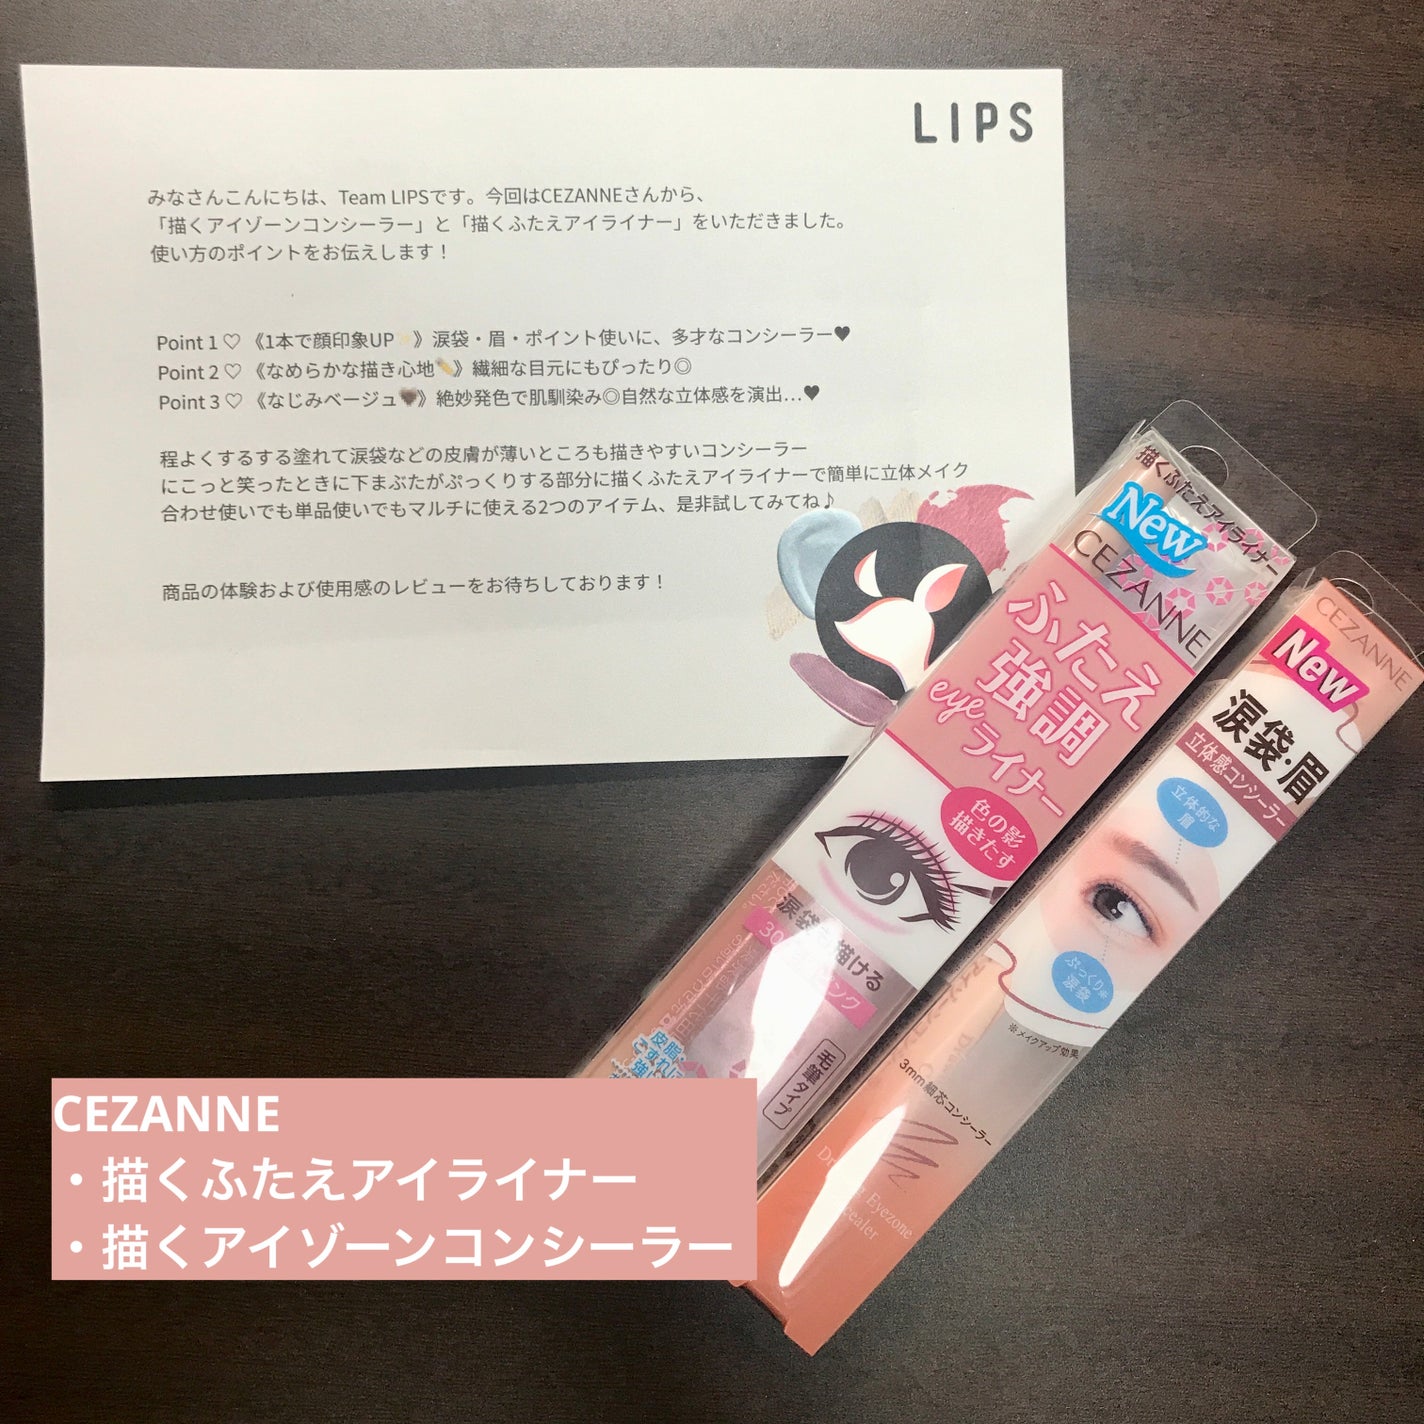 LIPS
みなさんこんにちは、Team LIPSです。今回はCEZANNEさんから、
「描くアイゾーンコンシーラー」と「描くふたえアイライナー」をいただきました。
使い方のポイントをお伝えします！
Point 1 ♡ 《1本で顔印象UP✨》涙袋・眉・ポイント使いに、多才なコンシーラー♥
Point 2 ♡ 《なめらかな描き心地✏️》繊細な目元にもぴったり◎
Point 3 ♡ 《なじみベージュ🤎》絶妙発色で肌馴染み◎自然な立体感を演出…♥
程よくするする塗れて涙袋などの皮膚が薄いところも描きやすいコンシーラー
にこっと笑ったときに下まぶたがぷっくりする部分に描くふたえアイライナーで簡単に立体メイク
合わせ使いでも単品使いでもマルチに使える2つのアイテム、是非試してみてね♪
商品の体験および使用感のレビューをお待ちしております！
描くふたえアイライナー
New
CEZANNE
ふたえ
強調
eyeライナー
色の影
描きたす
涙袋も描ける
30
ピンク
毛筆タイプ
皮脂・
CEZANNE
New
涙袋・眉
立体感コンシーラー
立体的な
眉
ぷっくり※
涙袋
※メイクアップ効果
3mm細芯コンシーラー
Eyezone
CEZANNE
・描くふたえアイライナー
・描くアイゾーンコンシーラー